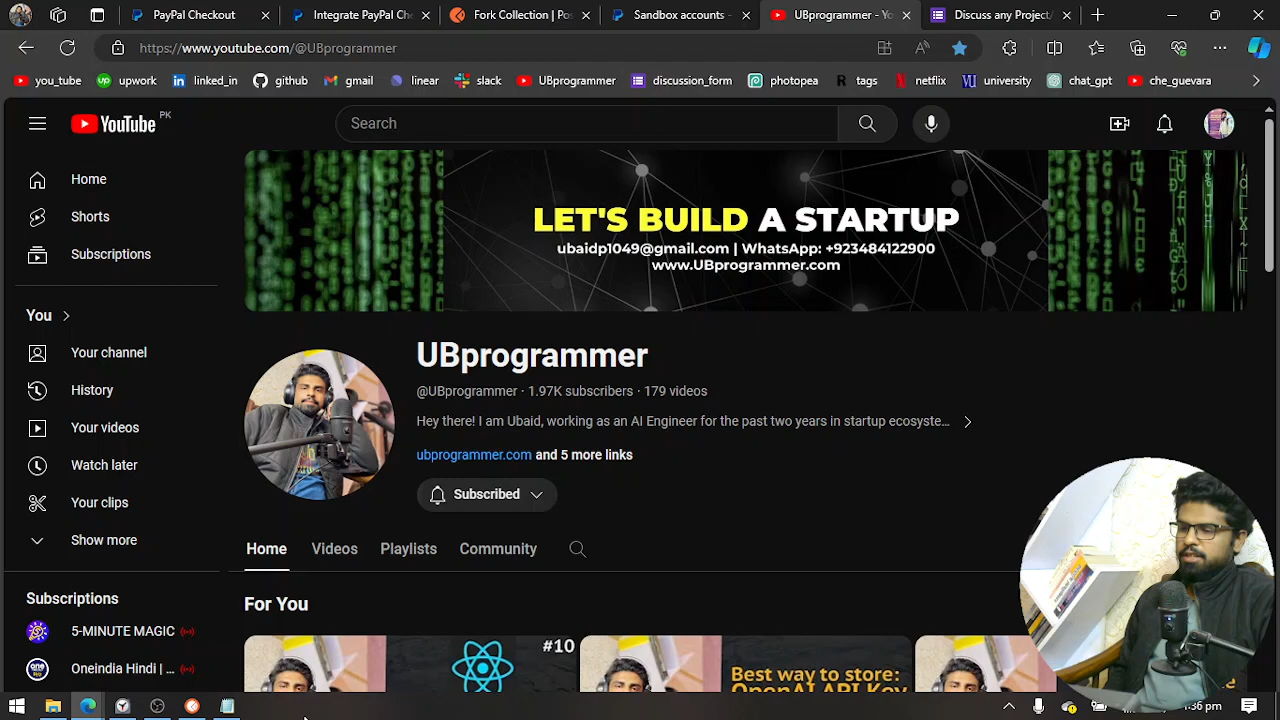 PayPal Checkout
Integrate PayPal Che
Fork Collection | Pos
Sandbox accounts -
UBprogrammer - Yo
Discuss any Project/
https://www.youtube.com/@UBprogrammer
you_tube
upwork
linked_in
github
gmail
linear
slack
UBprogrammer
discussion_form
photopea
tags
netflix
university
chat_gpt
che_guevara
YouTube PK
Search
Home
Shorts
Subscriptions
You
Your channel
History
Your videos
Watch later
Your clips
Show more
Subscriptions
5-MINUTE MAGIC
Oneindia Hindi | ...
LET'S BUILD A STARTUP
ubaidp1049@gmail.com | WhatsApp: +923484122900
www.UBprogrammer.com
UBprogrammer
@UBprogrammer · 1.97K subscribers · 179 videos
Hey there! I am Ubaid, working as an AI Engineer for the past two years in startup ecosyste...
ubprogrammer.com and 5 more links
Subscribed
Home
Videos
Playlists
Community
For You
#10
Best way to store:
OpenAI API Key
:36 pm